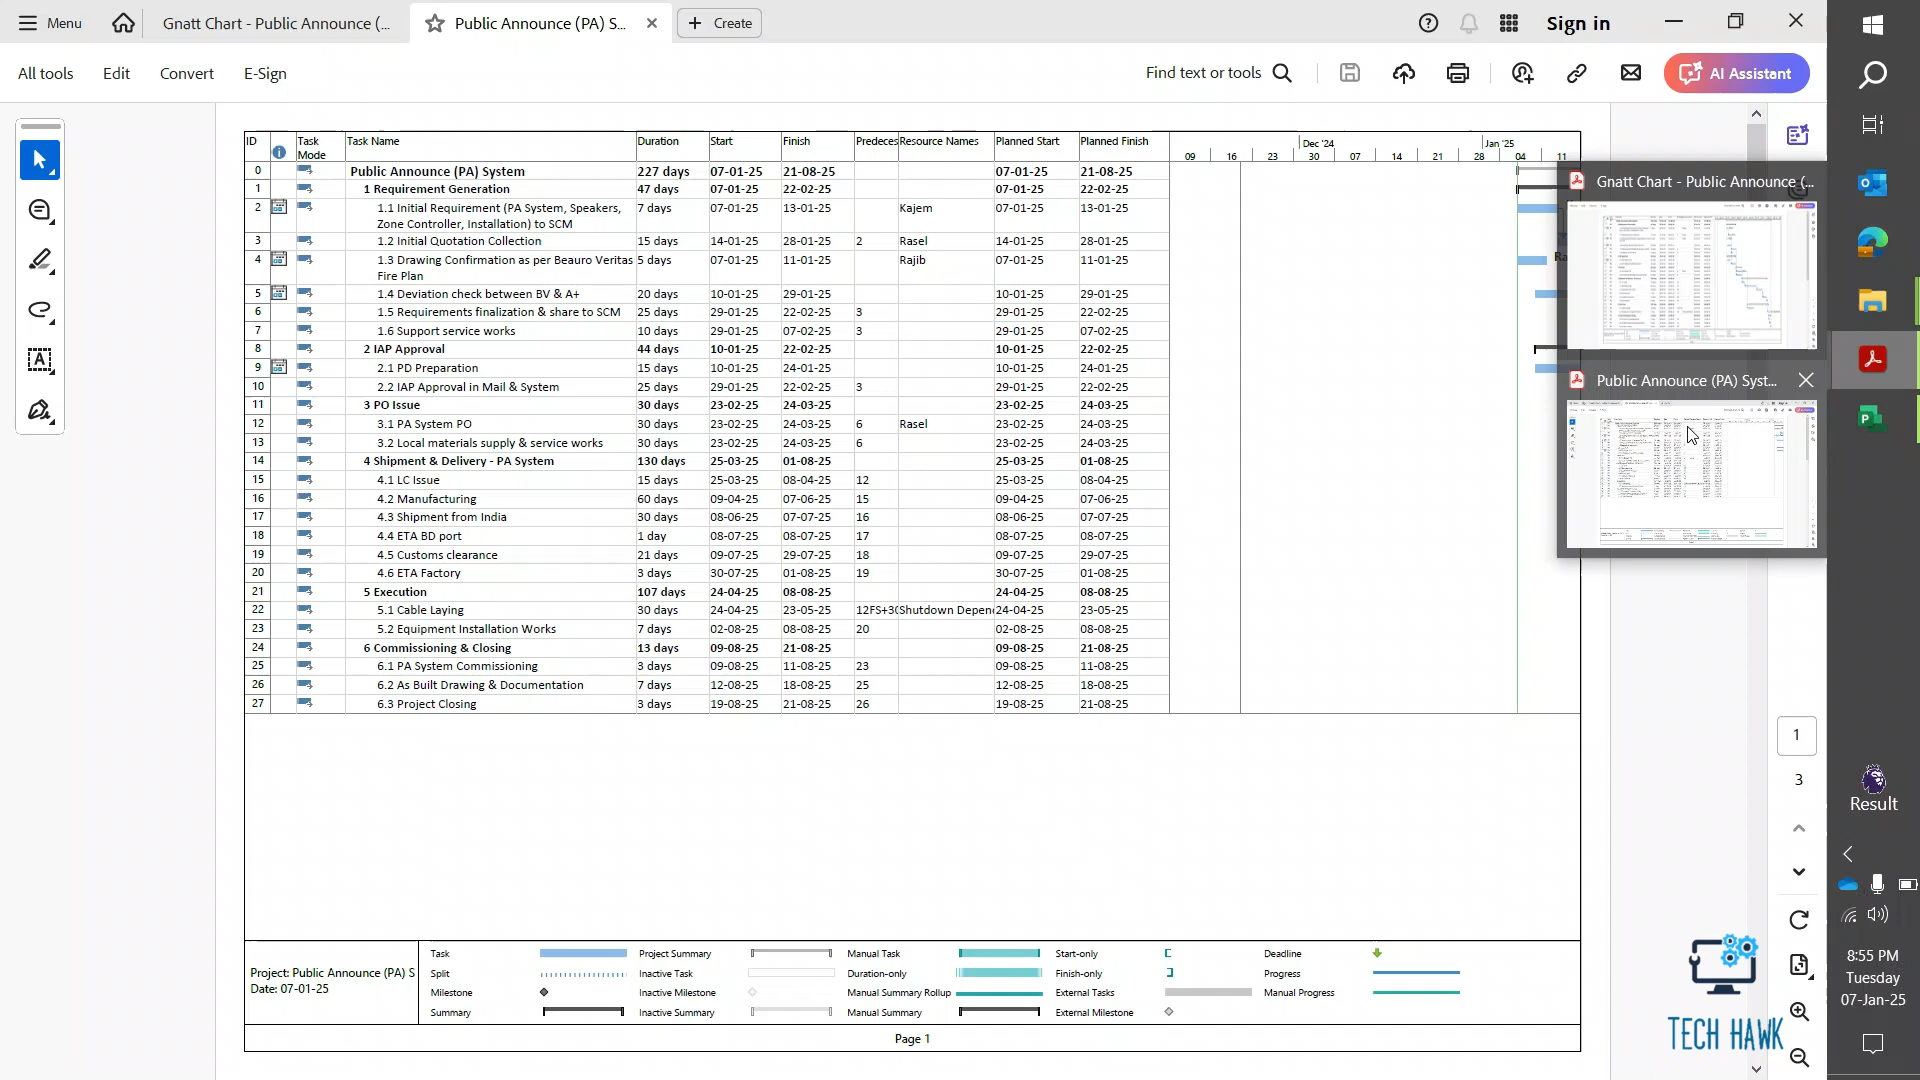 Menu
Gnatt Chart - Public Announce (...
Public Announce (PA) S...
Create
Sign in
All tools
Edit
Convert
E-Sign
Find text or tools
AI Assistant
ID Task Mode Task Name Duration Start Finish Predeces Resource Names Planned Start Planned Finish
Dec '24 Jan '25
09 16 23 30 07 14 21 28 04 11
0 Public Announce (PA) System 227 days 07-01-25 21-08-25 07-01-25 21-08-25
1 1 Requirement Generation 47 days 07-01-25 22-02-25 07-01-25 22-02-25
2 1.1 Initial Requirement (PA System, Speakers, 7 days 07-01-25 13-01-25 Kajem 07-01-25 13-01-25
Zone Controller, Installation) to SCM
3 1.2 Initial Quotation Collection 15 days 14-01-25 28-01-25 2 Rasel 14-01-25 28-01-25
4 1.3 Drawing Confirmation as per Beauro Veritas 5 days 07-01-25 11-01-25 Rajib 07-01-25 11-01-25
Fire Plan
5 1.4 Deviation check between BV & A+ 20 days 10-01-25 29-01-25 10-01-25 29-01-25
6 1.5 Requirements finalization & share to SCM 25 days 29-01-25 22-02-25 3 29-01-25 22-02-25
7 1.6 Support service works 10 days 29-01-25 07-02-25 3 29-01-25 07-02-25
8 2 IAP Approval 44 days 10-01-25 22-02-25 10-01-25 22-02-25
9 2.1 PD Preparation 15 days 10-01-25 24-01-25 10-01-25 24-01-25
10 2.2 IAP Approval in Mail & System 25 days 29-01-25 22-02-25 3 29-01-25 22-02-25
11 3 PO Issue 30 days 23-02-25 24-03-25 23-02-25 24-03-25
12 3.1 PA System PO 30 days 23-02-25 24-03-25 6 Rasel 23-02-25 24-03-25
13 3.2 Local materials supply & service works 30 days 23-02-25 24-03-25 6 23-02-25 24-03-25
14 4 Shipment & Delivery - PA System 130 days 25-03-25 01-08-25 25-03-25 01-08-25
15 4.1 LC Issue 15 days 25-03-25 08-04-25 12 25-03-25 08-04-25
16 4.2 Manufacturing 60 days 09-04-25 07-06-25 15 09-04-25 07-06-25
17 4.3 Shipment from India 30 days 08-06-25 07-07-25 16 08-06-25 07-07-25
18 4.4 ETA BD port 1 day 08-07-25 08-07-25 17 08-07-25 08-07-25
19 4.5 Customs clearance 21 days 09-07-25 29-07-25 18 09-07-25 29-07-25
20 4.6 ETA Factory 3 days 30-07-25 01-08-25 19 30-07-25 01-08-25
21 5 Execution 107 days 24-04-25 08-08-25 24-04-25 08-08-25
22 5.1 Cable Laying 30 days 24-04-25 23-05-25 12FS+30 Shutdown Depen 24-04-25 23-05-25
23 5.2 Equipment Installation Works 7 days 02-08-25 08-08-25 20 02-08-25 08-08-25
24 6 Commissioning & Closing 13 days 09-08-25 21-08-25 09-08-25 21-08-25
25 6.1 PA System Commissioning 3 days 09-08-25 11-08-25 23 09-08-25 11-08-25
26 6.2 As Built Drawing & Documentation 7 days 12-08-25 18-08-25 25 12-08-25 18-08-25
27 6.3 Project Closing 3 days 19-08-25 21-08-25 26 19-08-25 21-08-25
Ra
Gnatt Chart - Public Announce (...
Public Announce (PA) Syst...
1
3
Project: Public Announce (PA) S
Date: 07-01-25
Task Project Summary Manual Task Start-only Deadline
Split Inactive Task Duration-only Finish-only Progress
Milestone Inactive Milestone Manual Summary Rollup External Tasks Manual Progress
Summary Inactive Summary Manual Summary External Milestone
Page 1
Result
8:55 PM
Tuesday
07-Jan-25
TECH HAWK